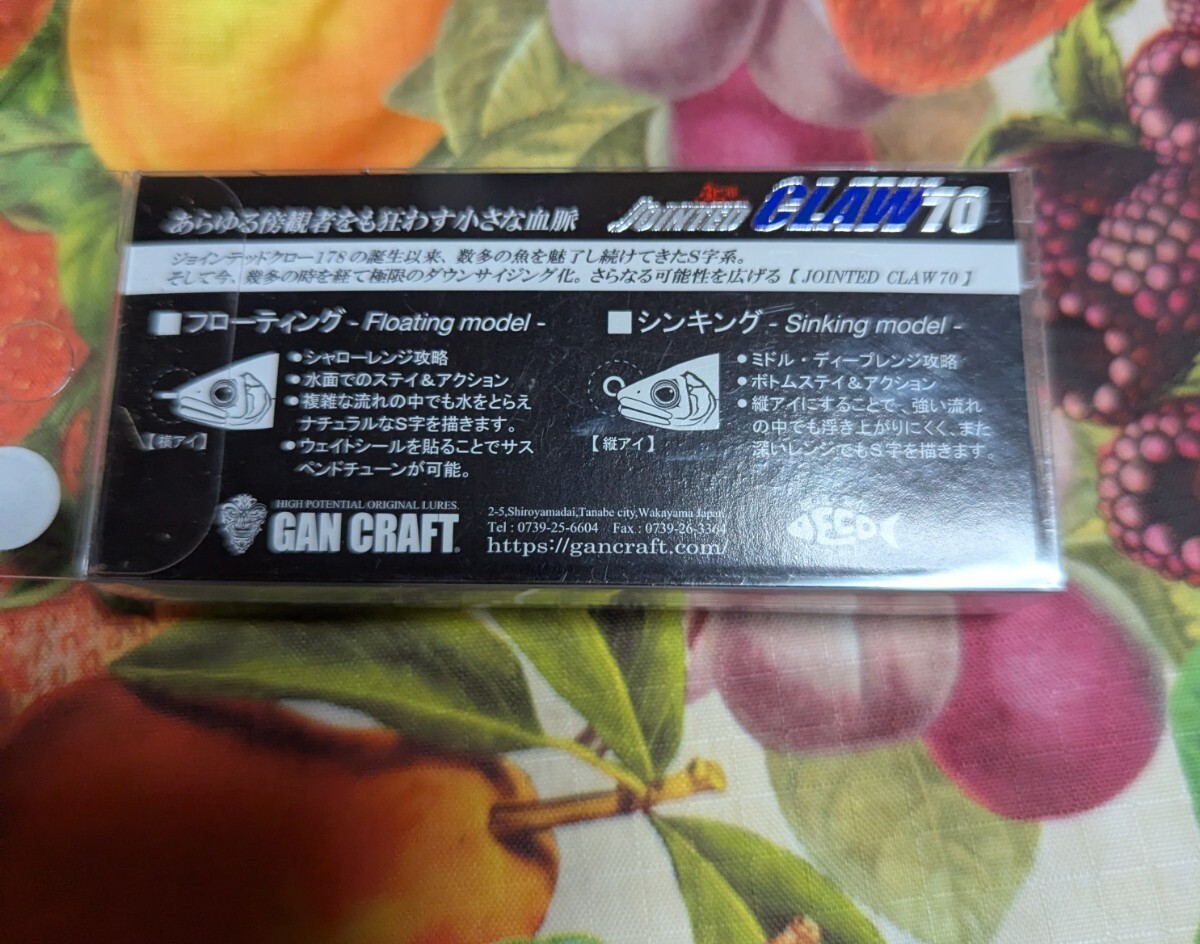 あらゆる傍観者をも狂わす小さな血脈
JOINTED CLAW 70
ジョインテッドクロー178の誕生以来、数多の魚を魅了し続けてきたS字系。
そして今、幾多の時を経て極限のダウンサイジング化。さらなる可能性を広げる【 JOINTED CLAW 70 】
■フローティング - Floating model -
●シャローレンジ攻略
●水面でのステイ&アクション
●複雑な流れの中でも水をとらえ
ナチュラルなS字を描きます。
●ウェイトシールを貼ることでサス
ペンドチューンが可能。
【横アイ】
■シンキング - Sinking model -
●ミドル・ディープレンジ攻略
●ボトムステイ&アクション
●縦アイにすることで、強い流れ
の中でも浮き上がりにくく、また
深いレンジでもS字を描きます。
【縦アイ】
HIGH POTENTIAL ORIGINAL LURES.
GAN CRAFT®
2-5,Shiroyamadai,Tanabe city,Wakayama Japan,
Tel : 0739-25-6604 Fax : 0739-26-3364
https://gancraft.com/